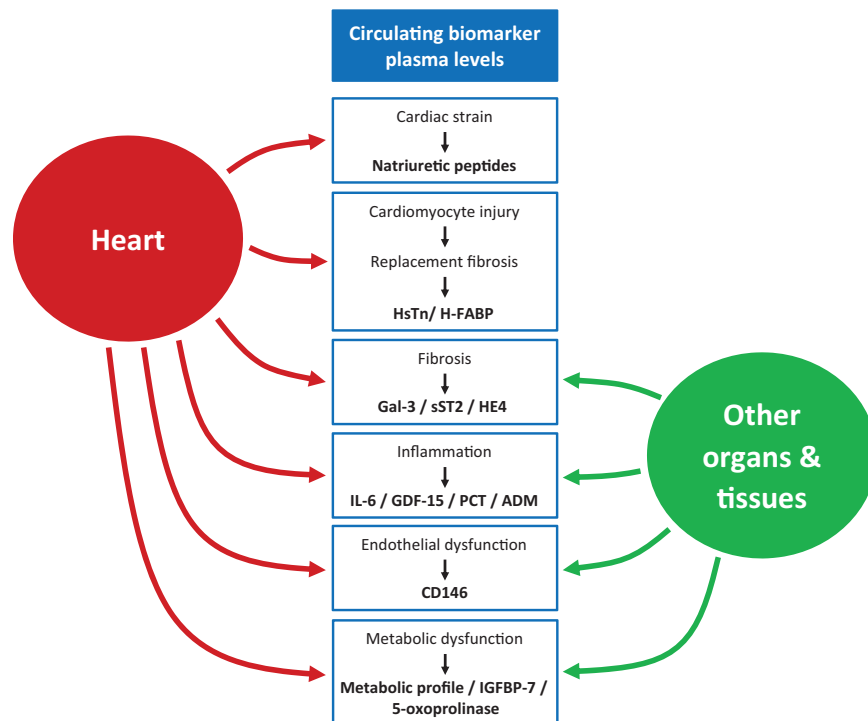 Circulating biomarker
plasma levels
Cardiac strain
Natriuretic peptides
Heart
Cardiomyocyte injury
Replacement fibrosis
HsTn/ H-FABP
Fibrosis
Gal-3 / sST2 / HE4
Other
organs &
tissues
Inflammation
IL-6 / GDF-15 / PCT / ADM
Endothelial dysfunction
CD146
Metabolic dysfunction
Metabolic profile / IGFBP-7 /
5-oxoprolinase